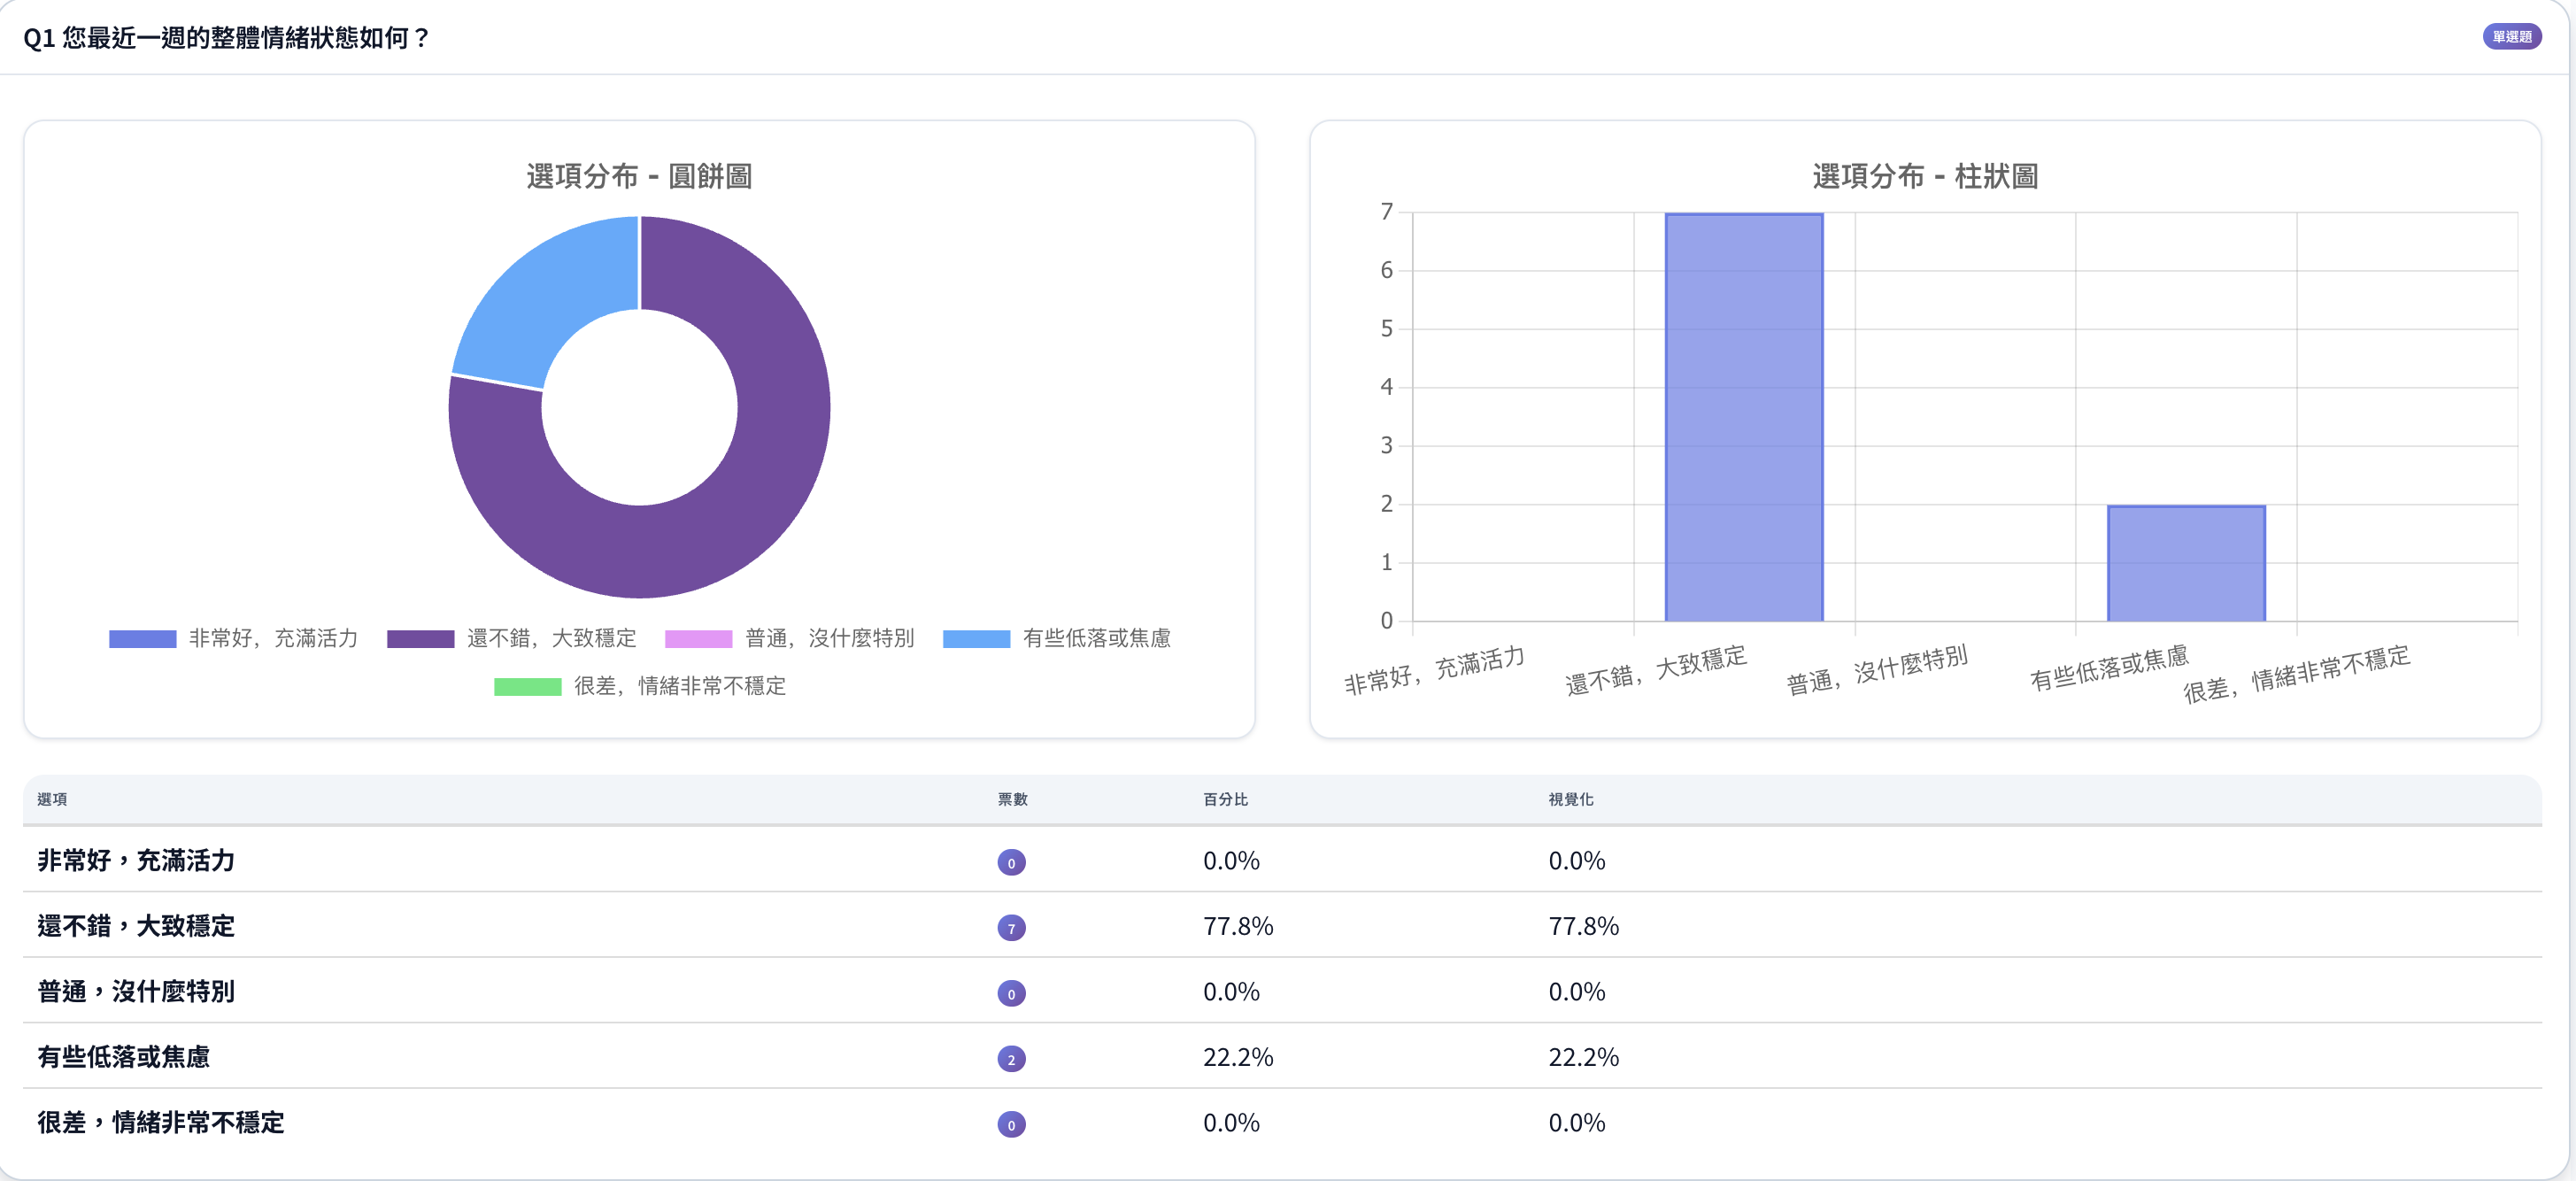 Q1 您最近一週的整體情緒狀態如何？
單選題
選項分布 - 圓餅圖
非常好，充滿活力
還不錯，大致穩定
普通，沒什麼特別
有些低落或焦慮
很差，情緒非常不穩定
選項分布 - 柱狀圖
7
6
5
4
3
2
1
0
非常好，充滿活力
還不錯，大致穩定
普通，沒什麼特別
有些低落或焦慮
很差，情緒非常不穩定
選項 票數 百分比 視覺化
非常好，充滿活力 0 0.0% 0.0%
還不錯，大致穩定 7 77.8% 77.8%
普通，沒什麼特別 0 0.0% 0.0%
有些低落或焦慮 2 22.2% 22.2%
很差，情緒非常不穩定 0 0.0% 0.0%